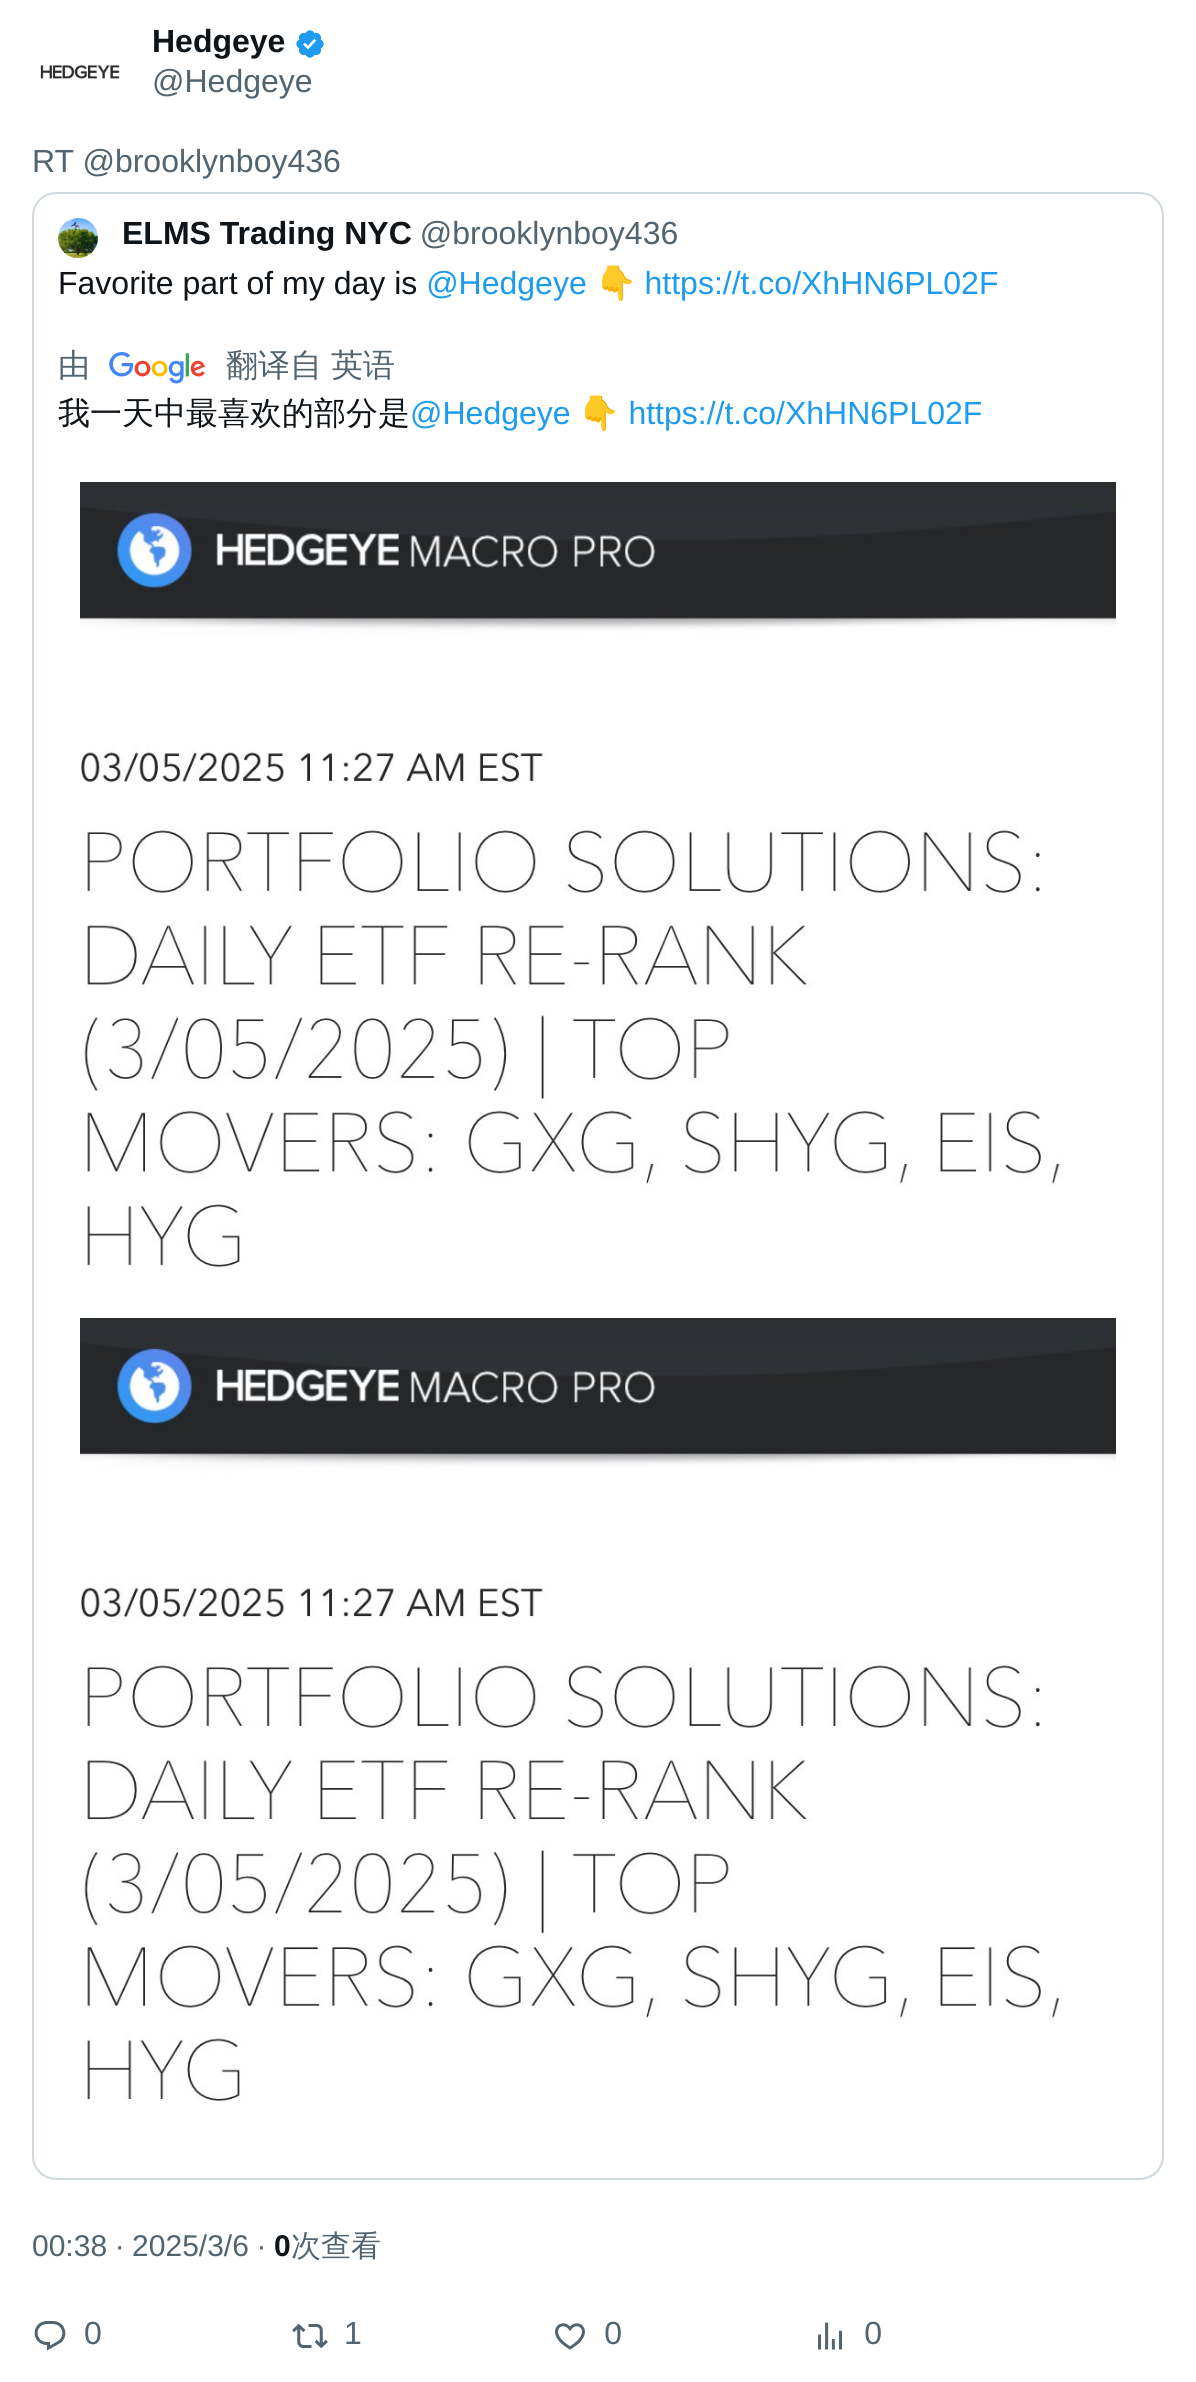 HEDGEYE
Hedgeye
@Hedgeye
RT @brooklynboy436
ELMS Trading NYC @brooklynboy436
Favorite part of my day is @Hedgeye 👇 https://t.co/XhHN6PL02F
由 Google 翻译自 英语
我一天中最喜欢的部分是@Hedgeye 👇 https://t.co/XhHN6PL02F
HEDGEYE MACRO PRO
03/05/2025 11:27 AM EST
PORTFOLIO SOLUTIONS:
DAILY ETF RE-RANK
(3/05/2025) | TOP
MOVERS: GXG, SHYG, EIS,
HYG
HEDGEYE MACRO PRO
03/05/2025 11:27 AM EST
PORTFOLIO SOLUTIONS:
DAILY ETF RE-RANK
(3/05/2025) | TOP
MOVERS: GXG, SHYG, EIS,
HYG
00:38 · 2025/3/6 · 0次查看
0 1 0 0